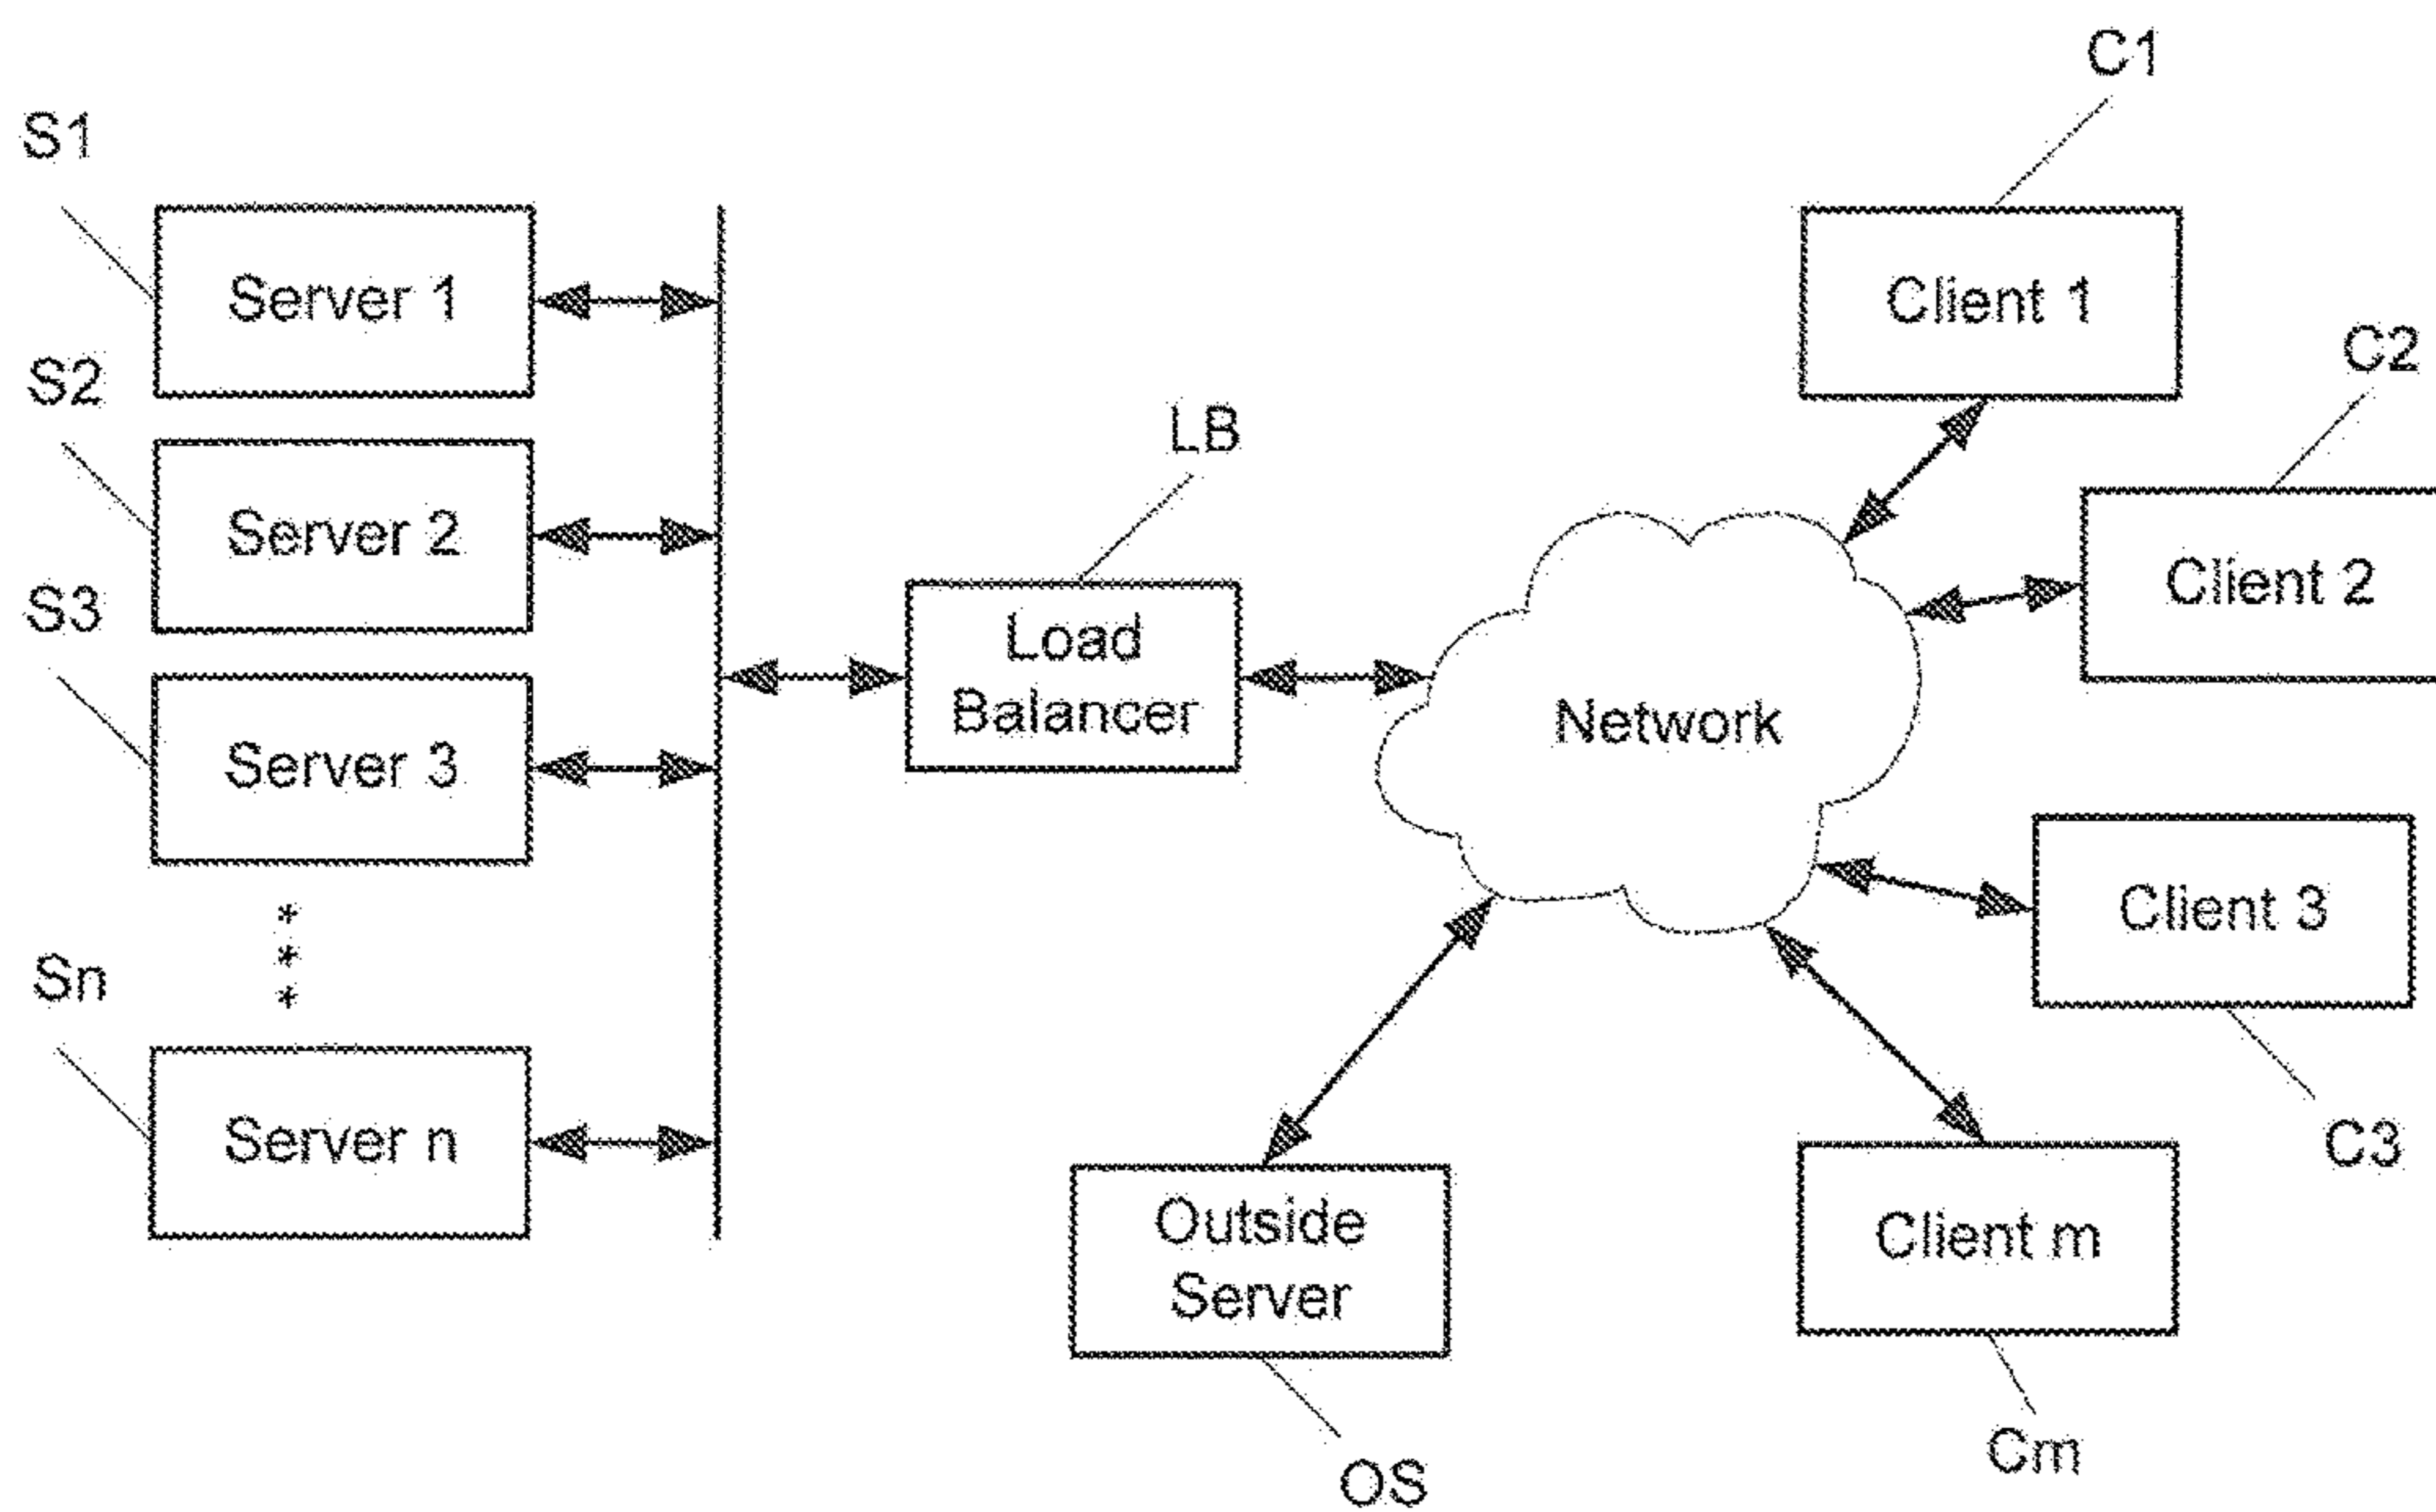 C1
S1
Server 1
Client 1
S2
C2
LB
Server 2
Client 2
S3
Load
Balancer
Network
Server 3
Client 3
*
*
*
Sn
Server n
C3
Outside
Server
Client m
Cm
OS